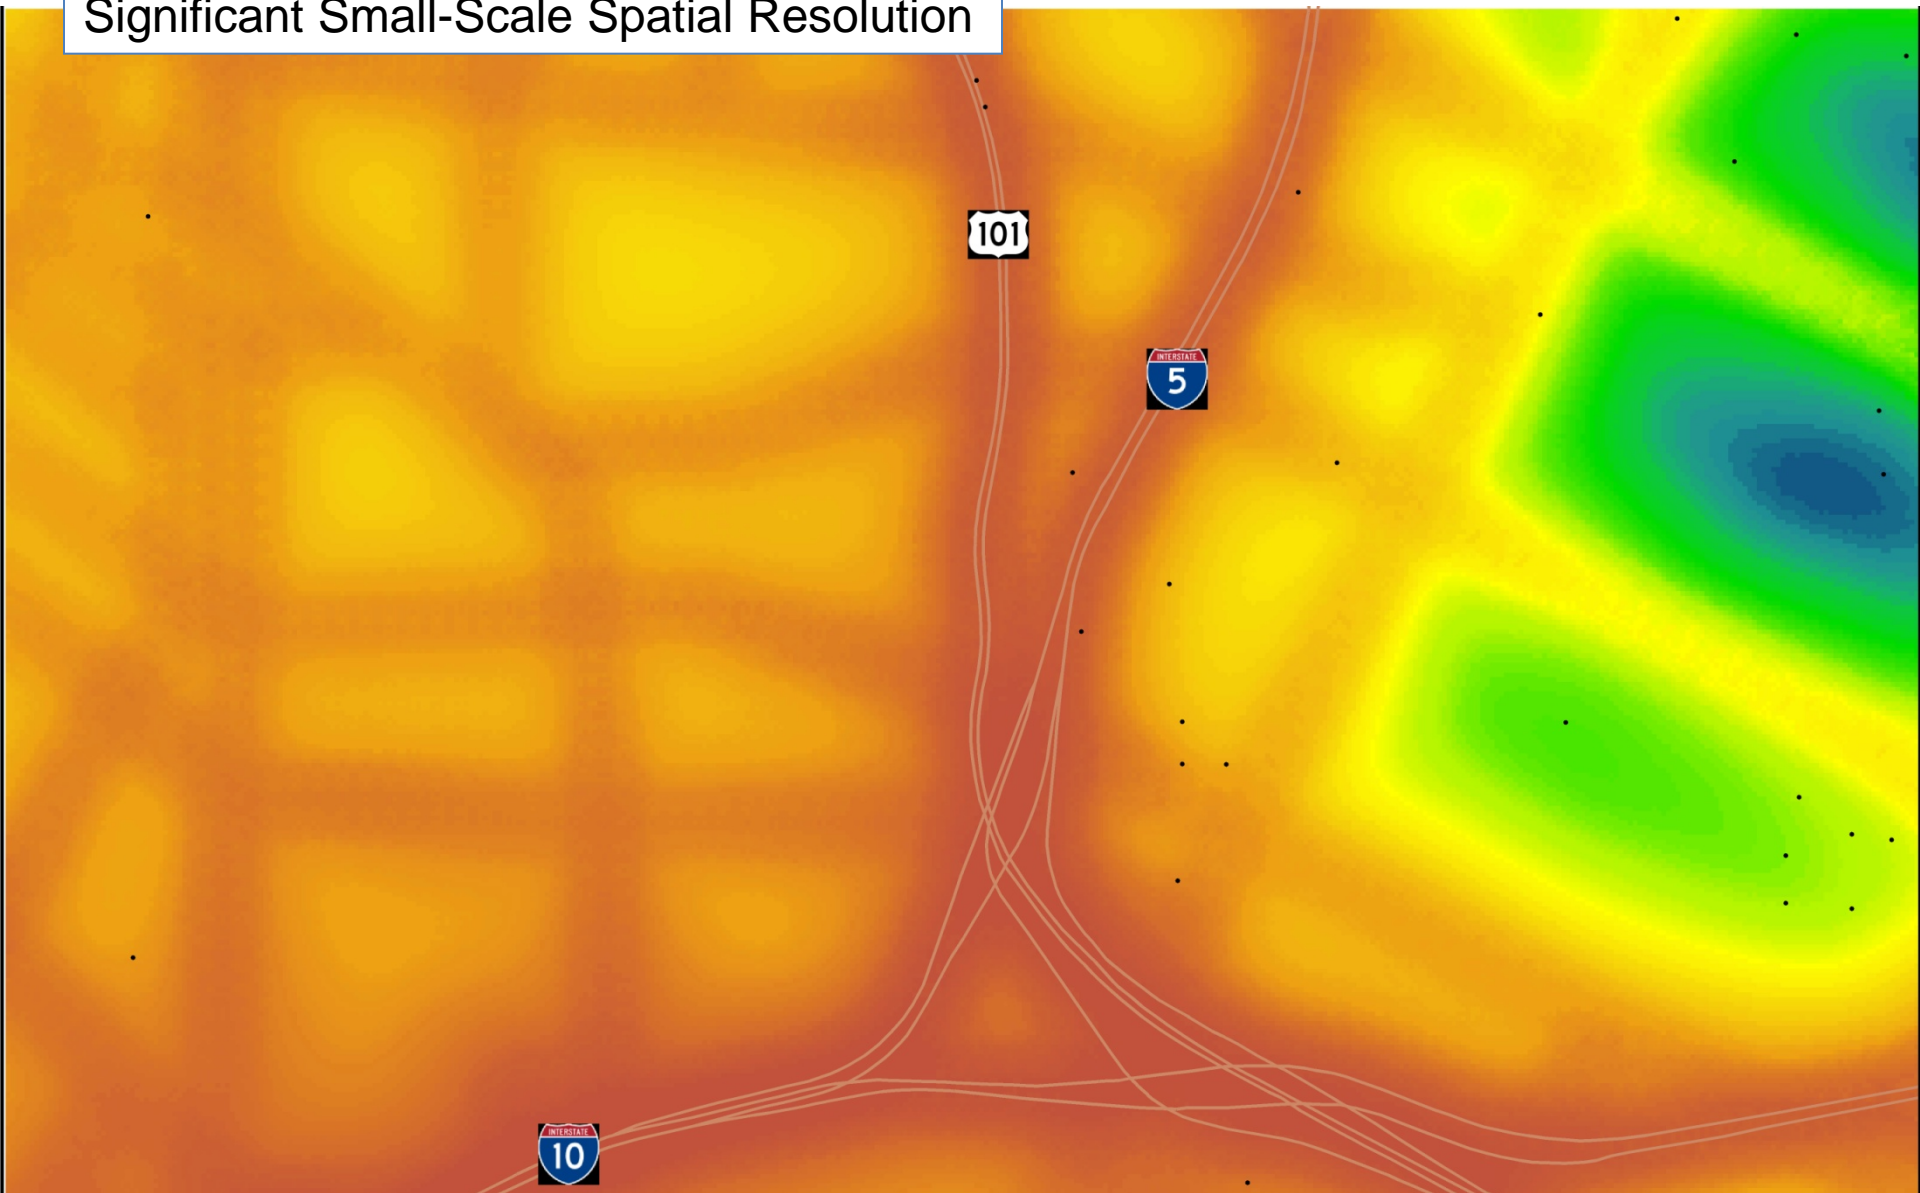 Significant Small-Scale Spatial Resolution
101
INTERSTATE
5
INTERSTATE
10